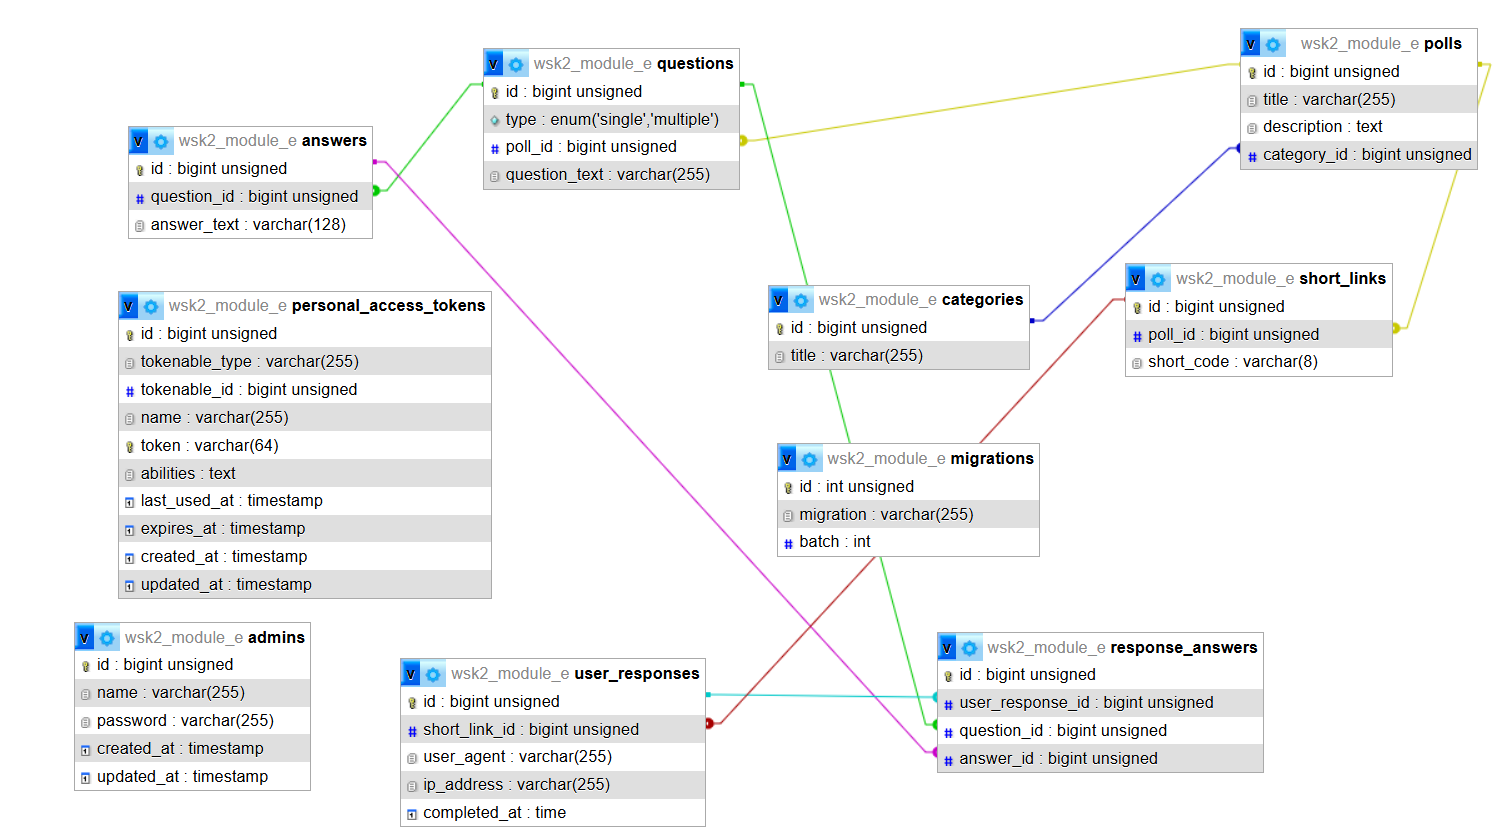 v wsk2_module_e questions
id : bigint unsigned
type : enum('single','multiple')
# poll_id : bigint unsigned
question_text : varchar(255)
v wsk2_module_e polls
id : bigint unsigned
title : varchar(255)
description : text
# category_id : bigint unsigned
v wsk2_module_e answers
id : bigint unsigned
# question_id : bigint unsigned
answer_text : varchar(128)
v wsk2_module_e short_links
id : bigint unsigned
# poll_id : bigint unsigned
short_code : varchar(8)
v wsk2_module_e categories
id : bigint unsigned
title : varchar(255)
v wsk2_module_e personal_access_tokens
id : bigint unsigned
tokenable_type : varchar(255)
# tokenable_id : bigint unsigned
name : varchar(255)
token : varchar(64)
abilities : text
last_used_at : timestamp
expires_at : timestamp
created_at : timestamp
updated_at : timestamp
v wsk2_module_e migrations
id : int unsigned
migration : varchar(255)
# batch : int
v wsk2_module_e admins
id : bigint unsigned
name : varchar(255)
password : varchar(255)
created_at : timestamp
updated_at : timestamp
v wsk2_module_e user_responses
id : bigint unsigned
# short_link_id : bigint unsigned
user_agent : varchar(255)
ip_address : varchar(255)
completed_at : time
v wsk2_module_e response_answers
id : bigint unsigned
# user_response_id : bigint unsigned
# question_id : bigint unsigned
# answer_id : bigint unsigned